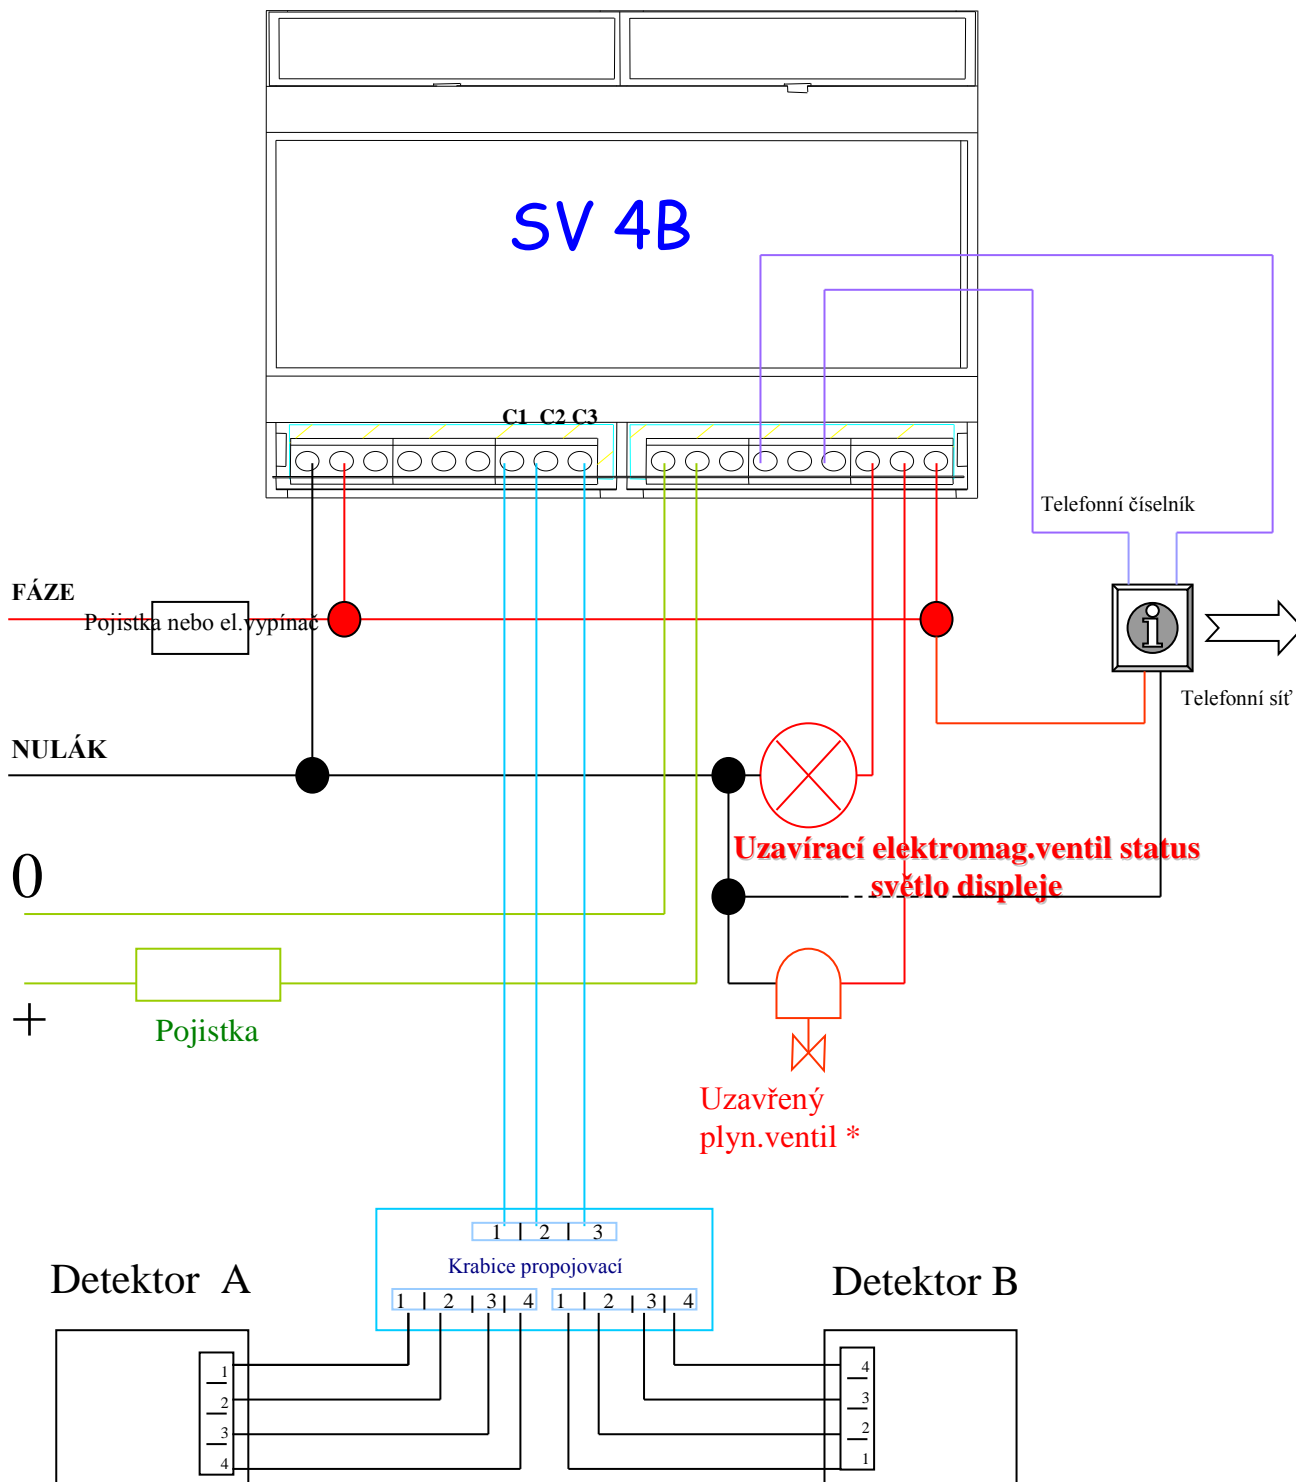 SV 4B
C1 C2 C3
Telefonní číselník
FÁZE
Pojistka nebo el.vypínač
Telefonní síť
NULÁK
Uzavírací elektromag.ventil status
světlo displeje
0
+
Pojistka
Uzavřený
plyn.ventil *
1 2 3
Krabice propojovací
Detektor A
Detektor B
1 2 3 4 1 2 3 4
1
2
3
4
4
3
2
1